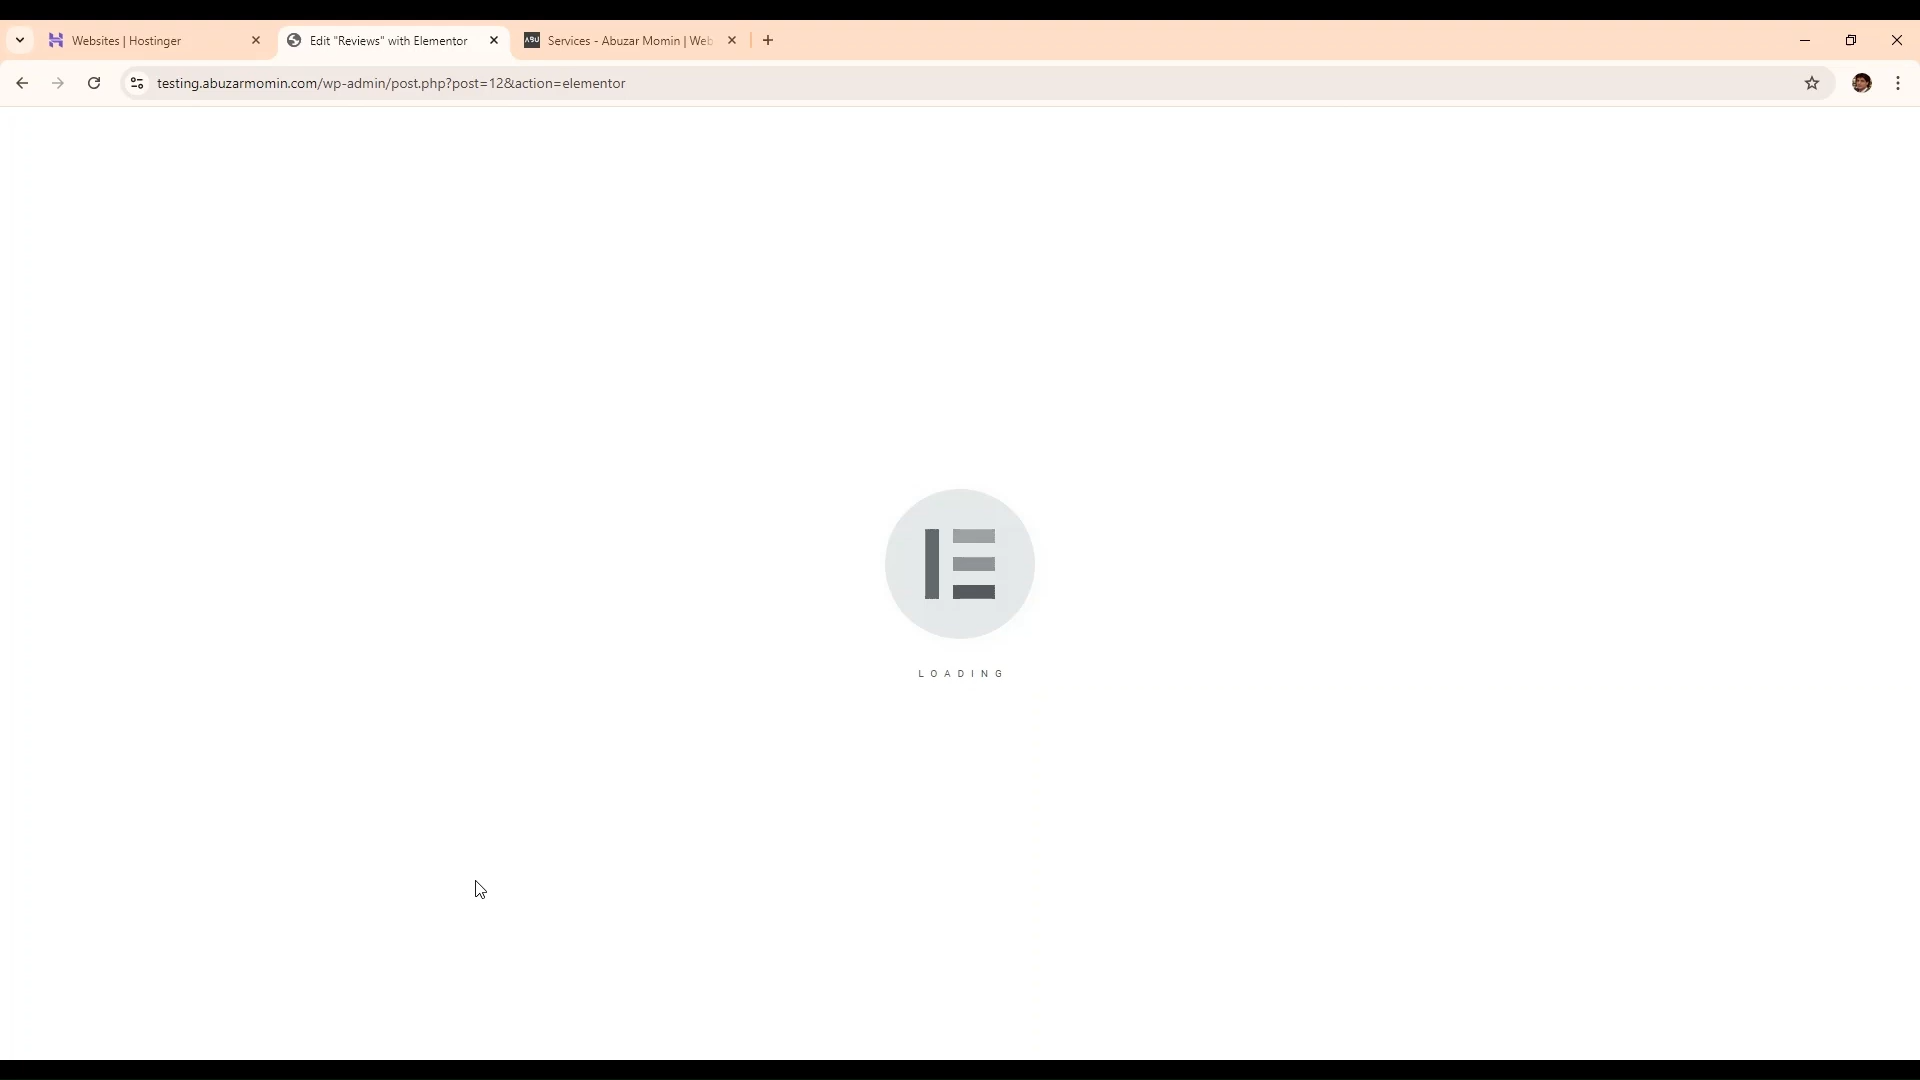 Websites | Hostinger
Edit "Reviews" with Elementor
ABU
Services - Abuzar Momin | Web
testing.abuzarmomin.com/wp-admin/post.php?post=12&action=elementor
LOADING